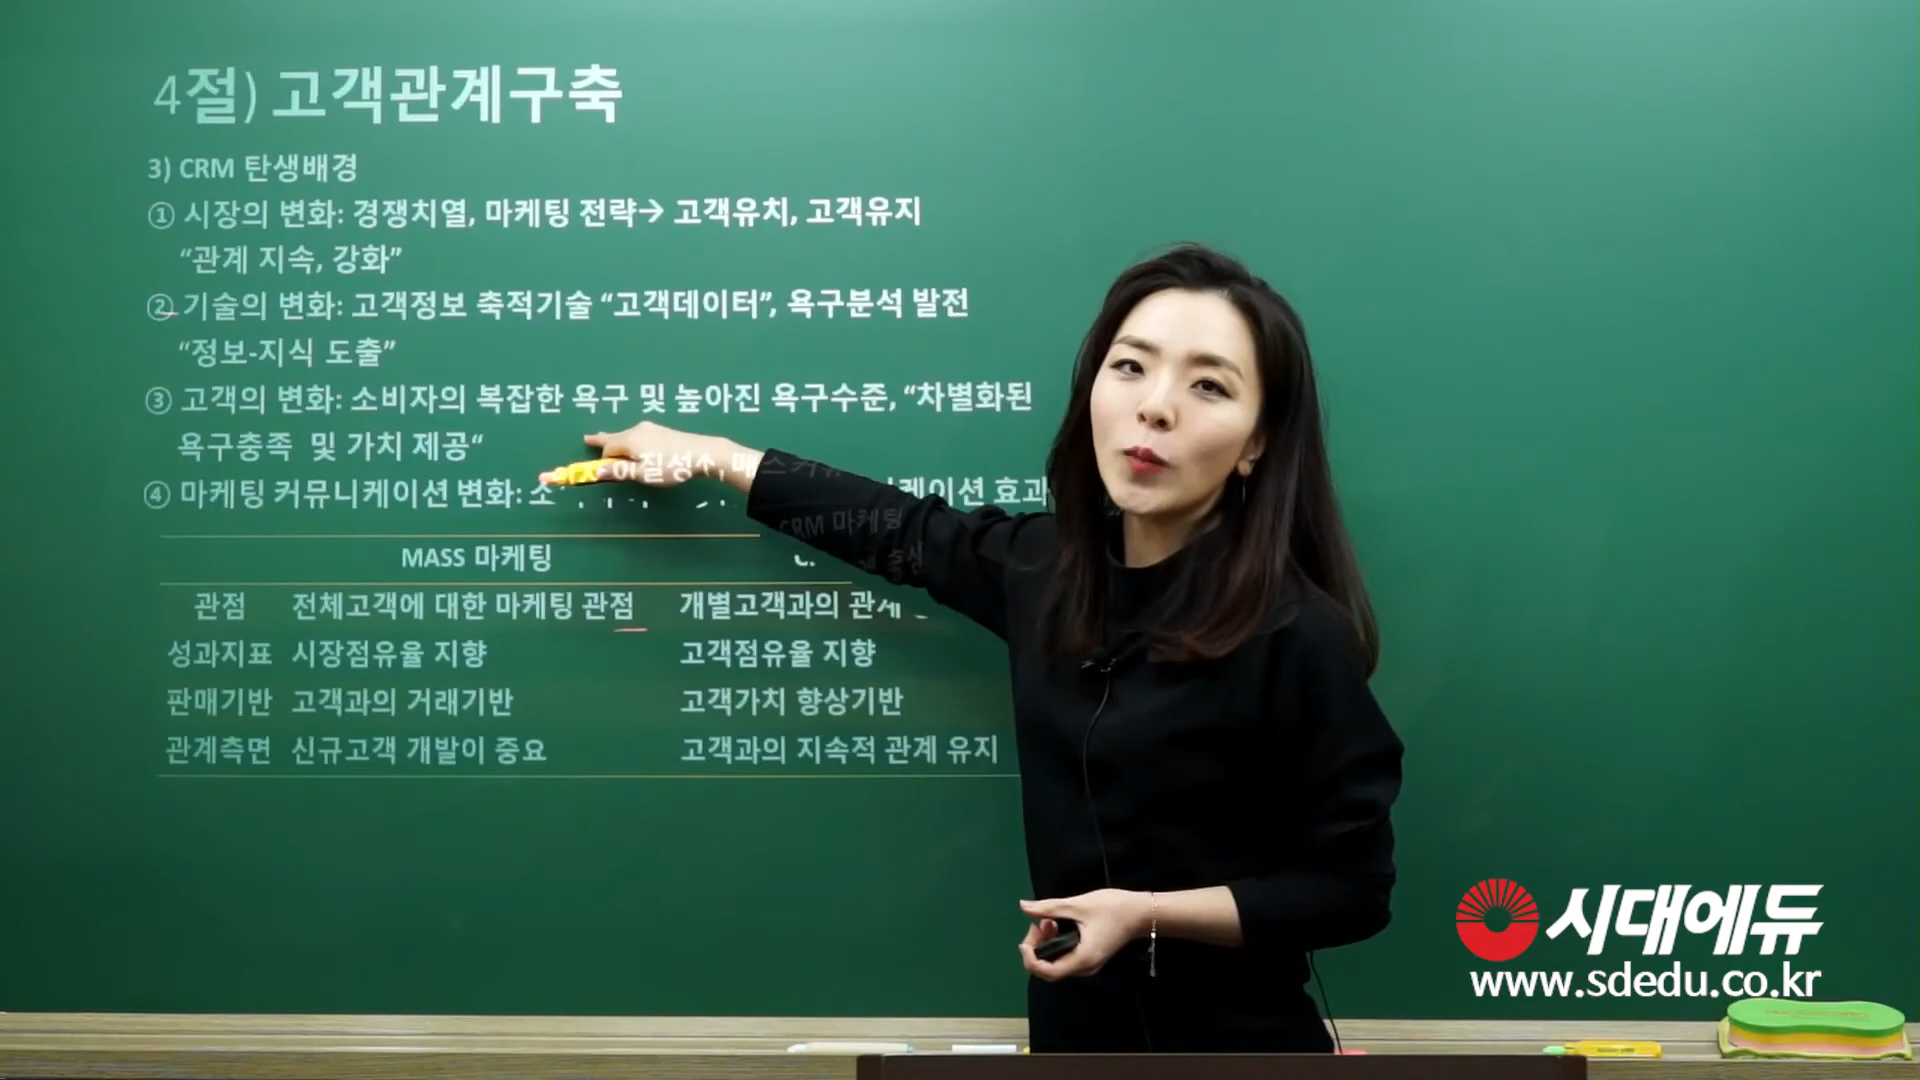 4절) 고객관계구축
3) CRM 탄생배경
① 시장의 변화: 경쟁치열, 마케팅 전략→ 고객유치, 고객유지
“관계 지속, 강화”
② 기술의 변화: 고객정보 축적기술 “고객데이터”, 욕구분석 발전
“정보-지식 도출”
③ 고객의 변화: 소비자의 복잡한 욕구 및 높아진 욕구수준, “차별화된
욕구충족 및 가치 제공“
④ 마케팅 커뮤니케이션 변화: 효과
MASS 마케팅 CRM 마케팅
관점 전체고객에 대한 마케팅 관점 개별고객과의
성과지표 시장점유율 지향 고객점유율 지향
판매기반 고객과의 거래기반 고객가치 향상기반
관계측면 신규고객 개발이 중요 고객과의 지속적 관계 유지
시대에듀
www.sdedu.co.kr